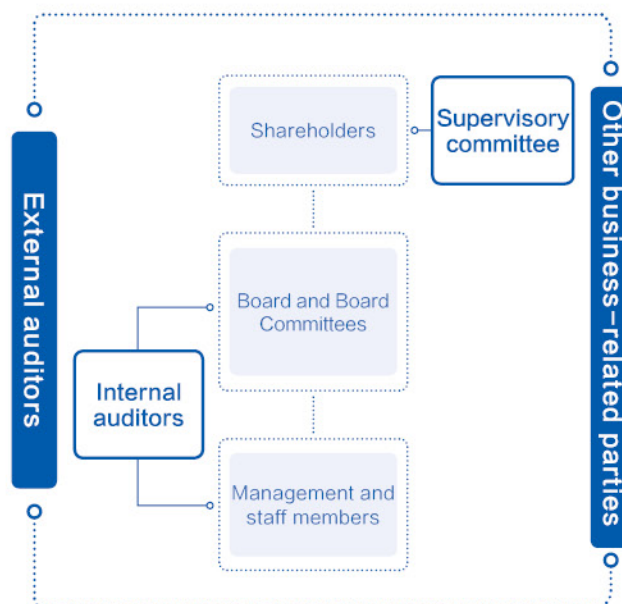 Shareholders
Supervisory
committee
External auditors
Other business-related parties
Board and Board
Committees
Internal
auditors
Management and
staff members